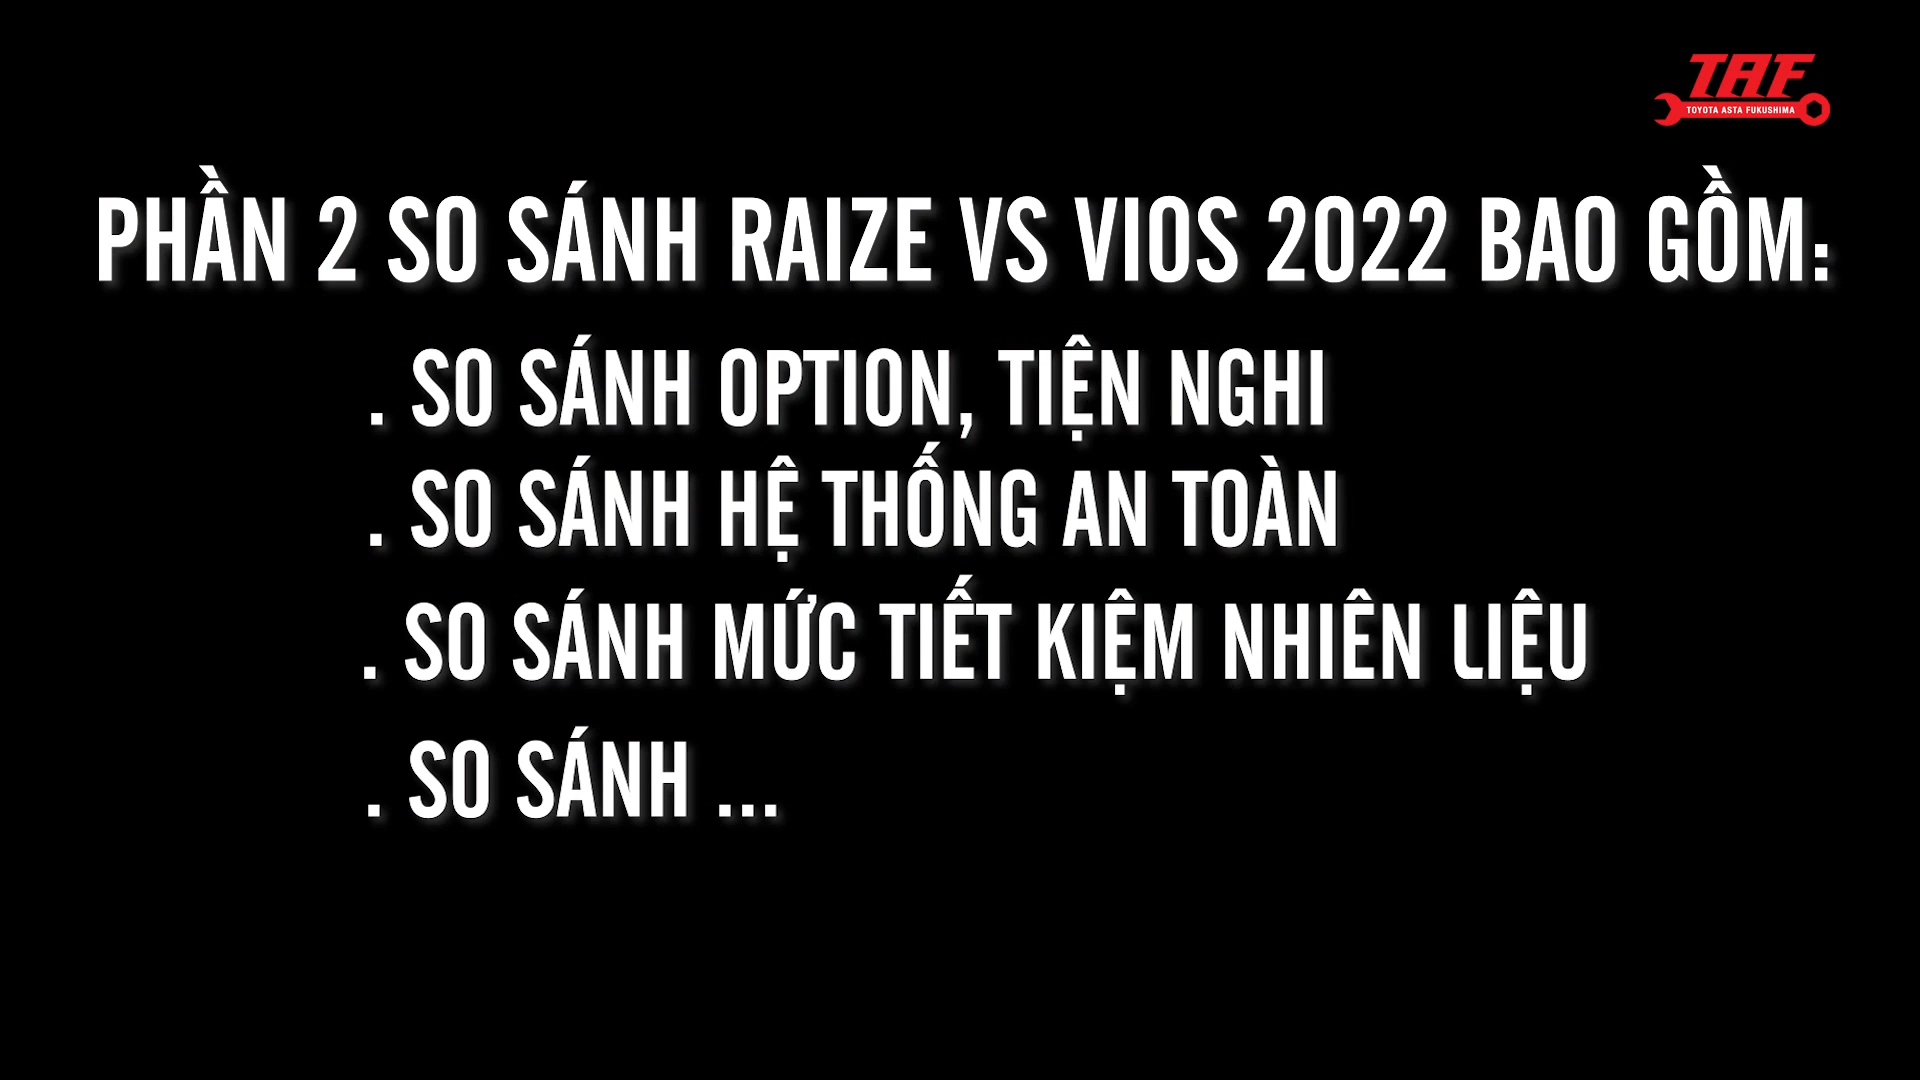 TAF
TOYOTA ASTA FUKUSHIMA
PHẦN 2 SO SÁNH RAIZE VS VIOS 2022 BAO GỒM:
. SO SÁNH OPTION, TIỆN NGHI
. SO SÁNH HỆ THỐNG AN TOÀN
. SO SÁNH MỨC TIẾT KIỆM NHIÊN LIỆU
. SO SÁNH ...